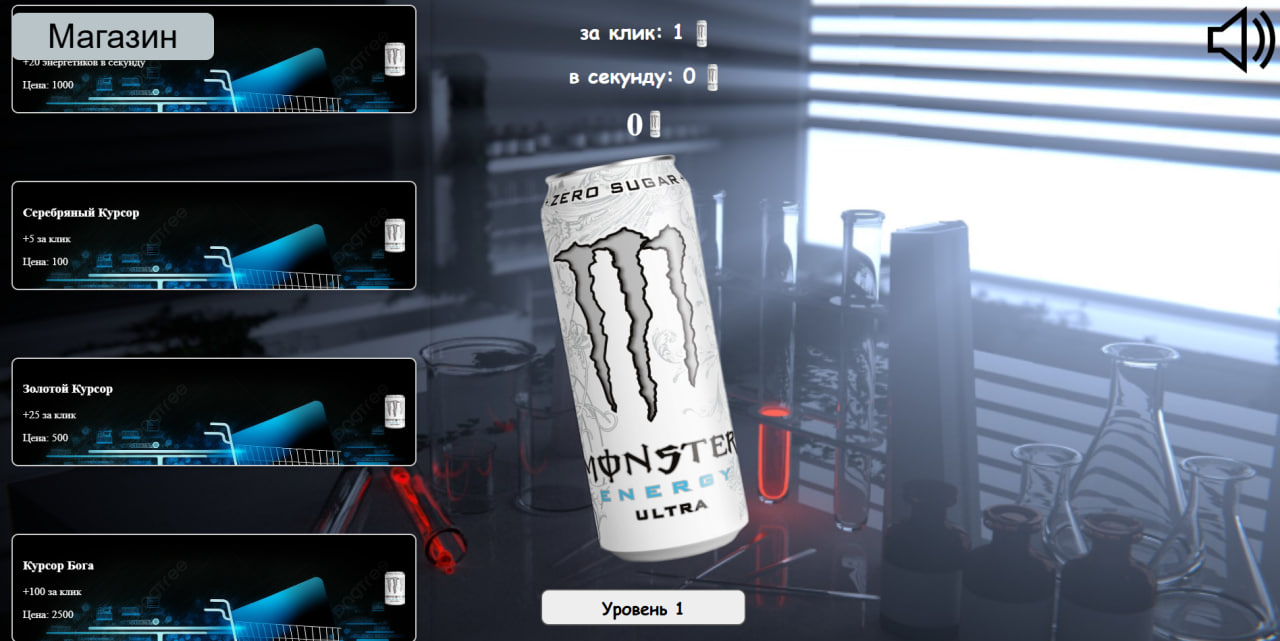 Магазин
+20 энергетиков в секунду
Цена: 1000
Серебряный Курсор
+5 за клик
Цена: 100
Золотой Курсор
+25 за клик
Цена: 500
Курсор Бога
+100 за клик
Цена: 2500
за клик: 1
в секунду: 0
0
ZERO SUGAR
MONSTER
ENERGY
ULTRA
Уровень 1